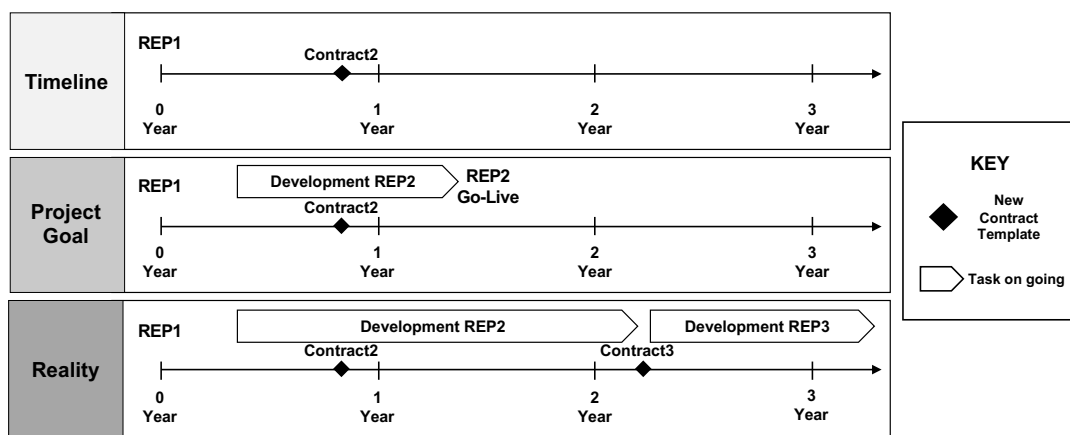 REP1
Contract2
Timeline
0
Year
1
Year
2
Year
3
Year
REP1
Development REP2
REP2
Go-Live
Contract2
Project
Goal
0
Year
1
Year
2
Year
3
Year
REP1
Development REP2
Development REP3
Contract2
Contract3
Reality
0
Year
1
Year
2
Year
3
Year
KEY
New
Contract
Template
Task on going